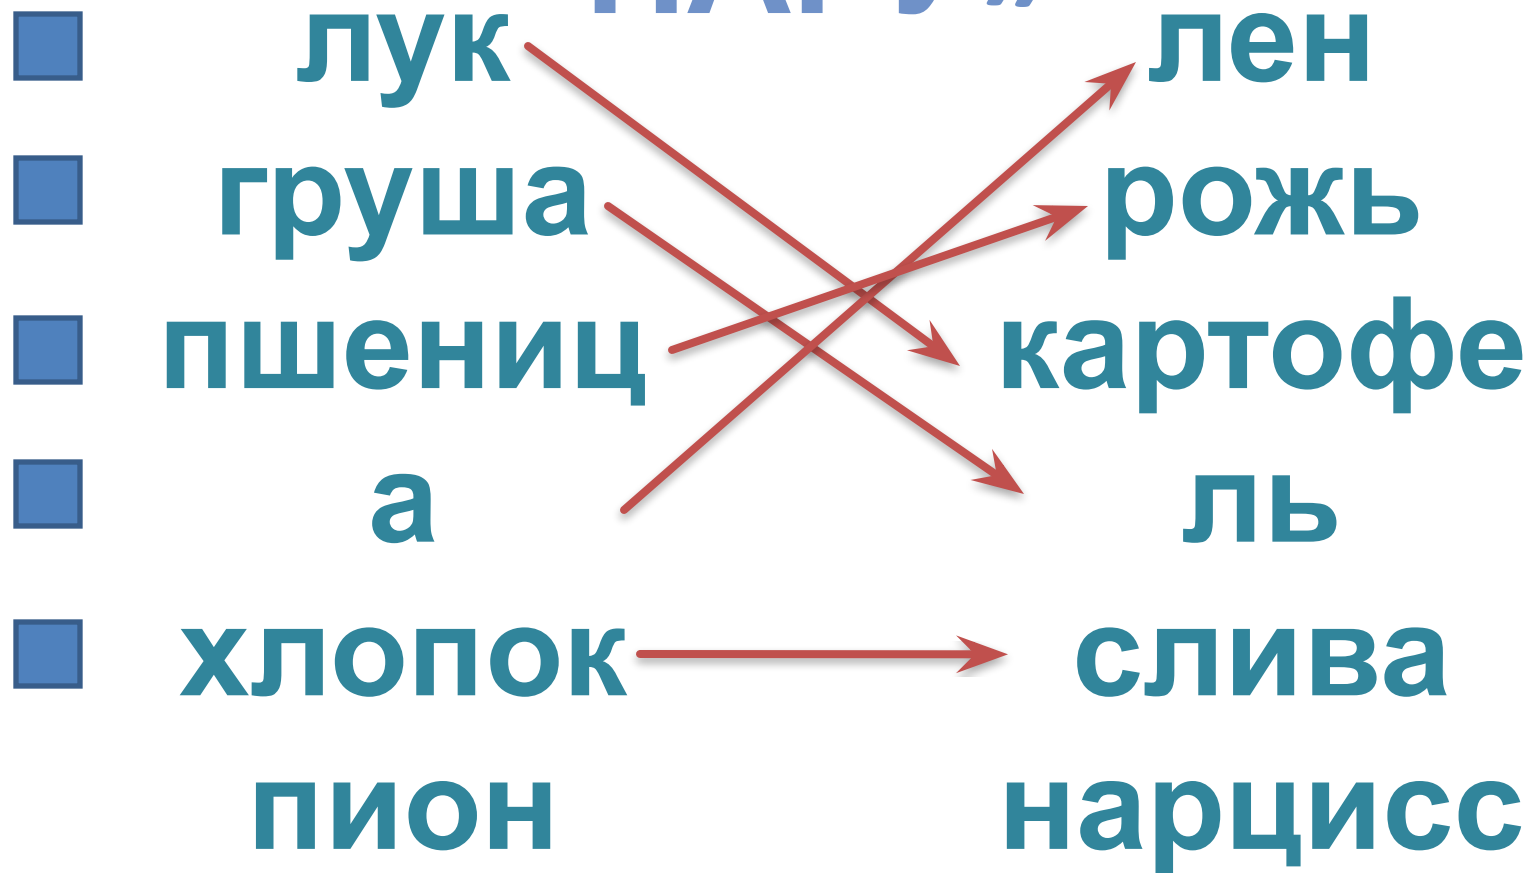 лук лен
груша рожь
пшениц картофе
а ль
хлопок слива
пион нарцисс